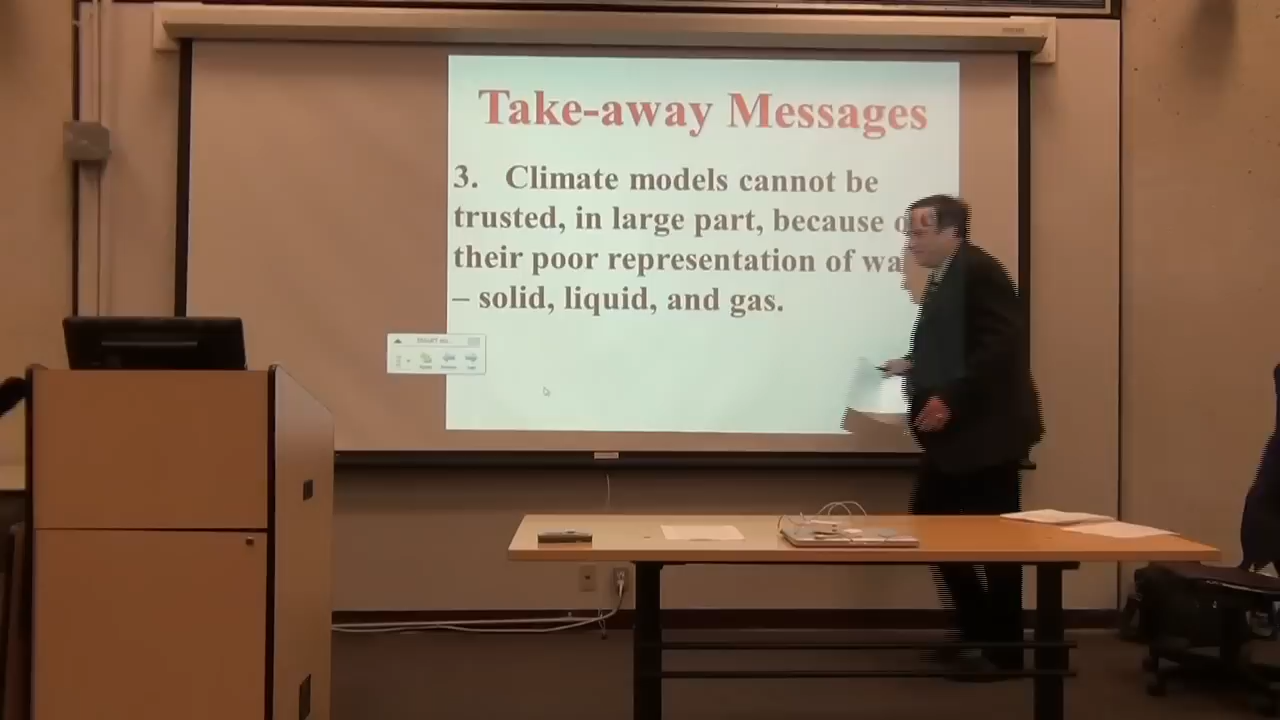 Take-away Messages
3. Climate models cannot be
trusted, in large part, because
their poor representation of
– solid, liquid, and gas.